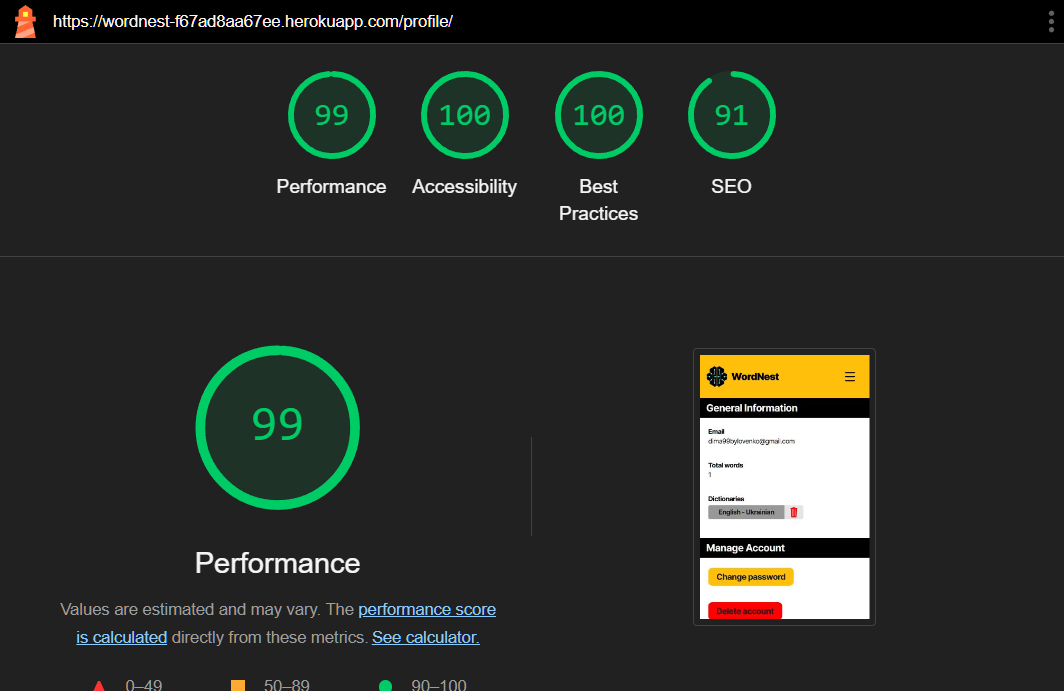 https://wordnest-f67ad8aa67ee.herokuapp.com/profile/
99
100
100
91
Performance
Accessibility
Best
Practices
SEO
99
Performance
Values are estimated and may vary. The performance score
is calculated directly from these metrics. See calculator.
0–49
50–89
90–100
WordNest
General Information
Email
dima99bylovenko@gmail.com
Total words
1
Dictionaries
English - Ukrainian
Manage Account
Change password
Delete account